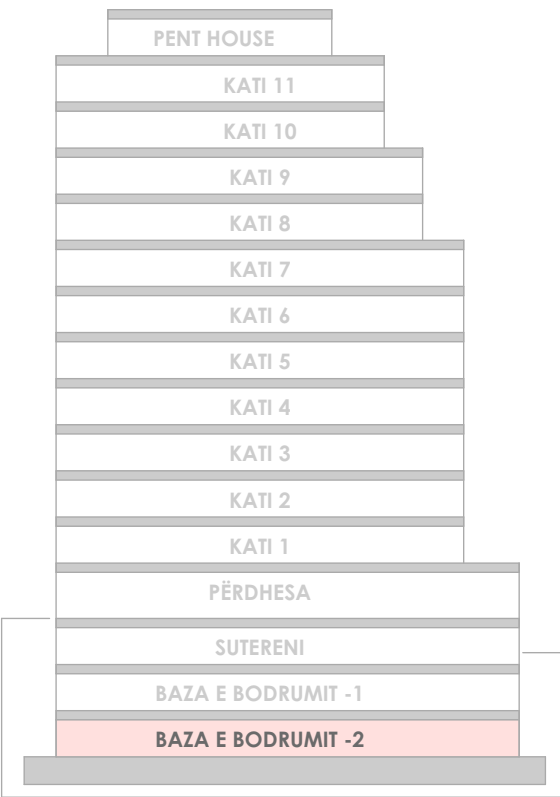 PENT HOUSE
KATI 11
KATI 10
KATI 9
KATI 8
KATI 7
KATI 6
KATI 5
KATI 4
KATI 3
KATI 2
KATI 1
PËRDHESA
SUTERENI
BAZA E BODRUMIT -1
BAZA E BODRUMIT -2